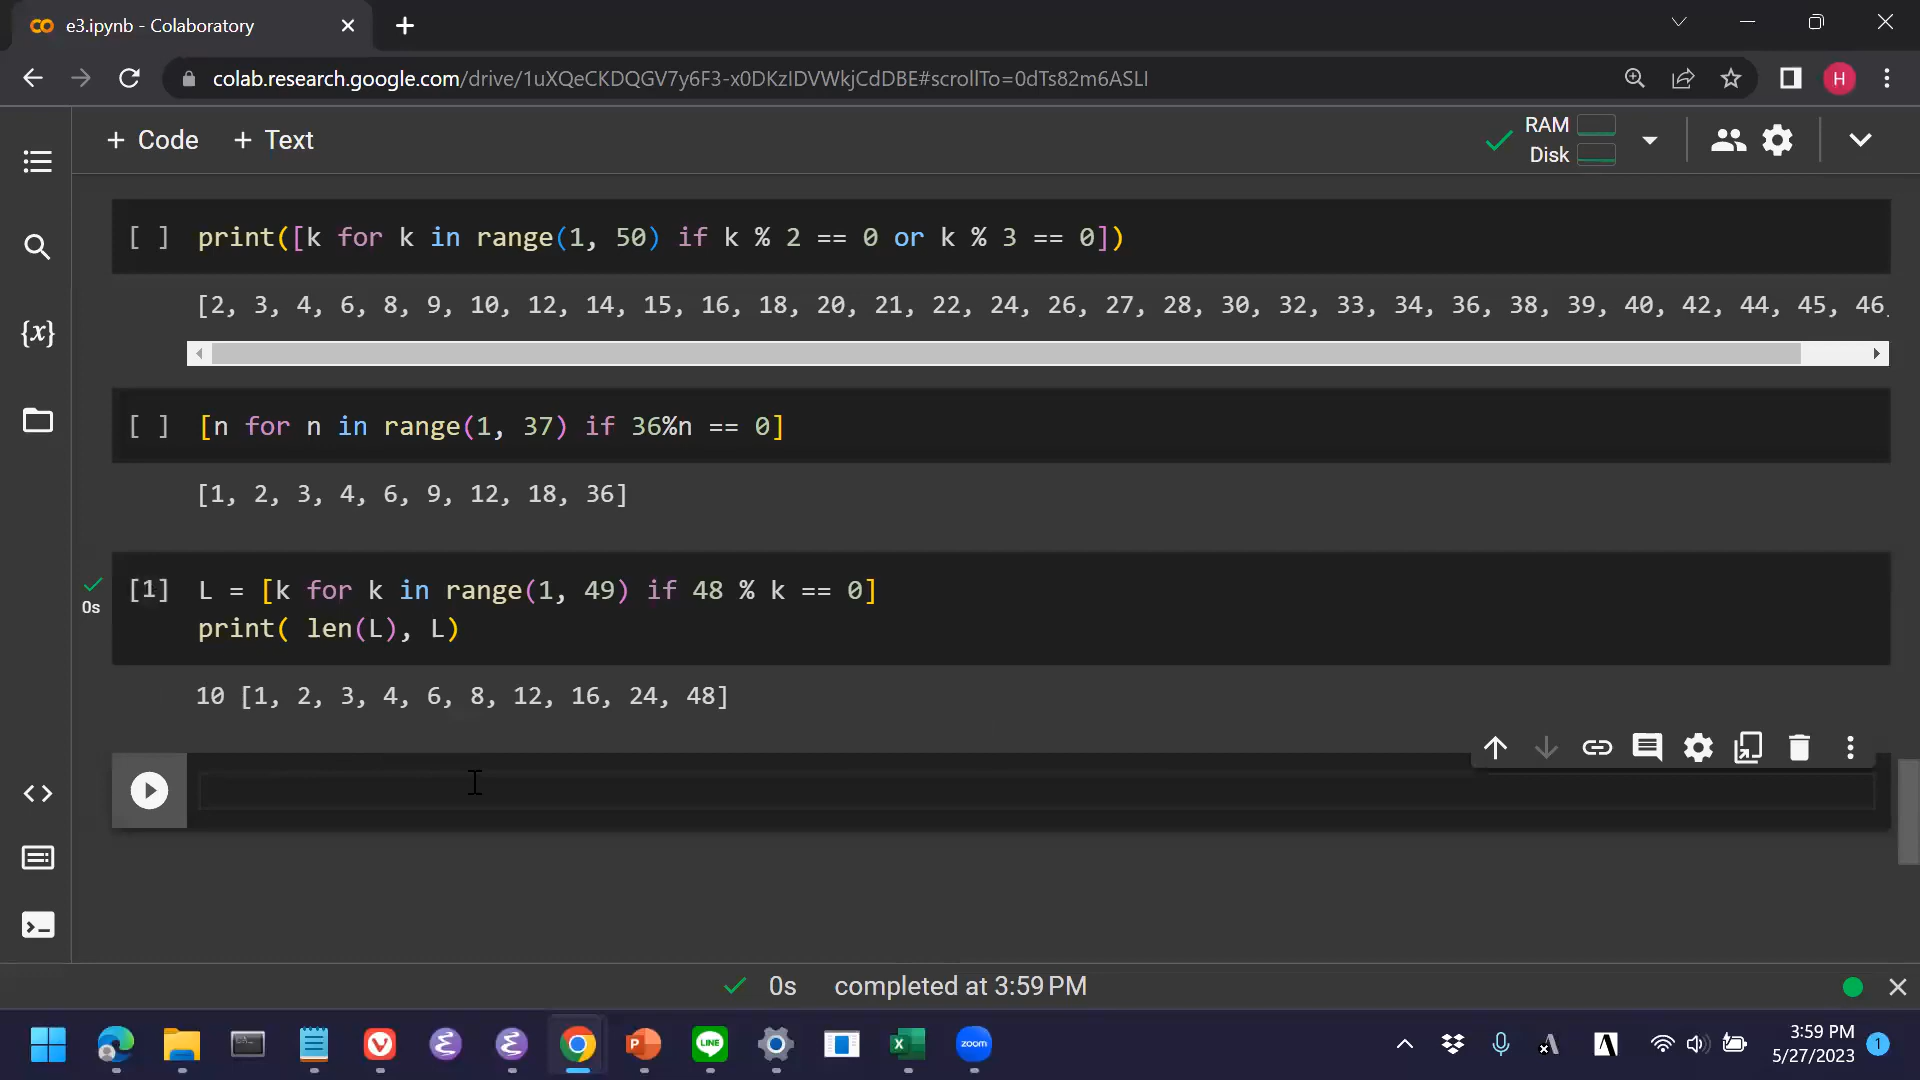 e3.ipynb - Colaboratory
colab.research.google.com/drive/1uXQeCKDQGV7y6F3-x0DKzIDVWkjCdDBE#scrollTo=0dTs82m6ASLI
H
+ Code + Text
RAM
Disk
{x}
[ ] print([k for k in range(1, 50) if k % 2 == 0 or k % 3 == 0])
[2, 3, 4, 6, 8, 9, 10, 12, 14, 15, 16, 18, 20, 21, 22, 24, 26, 27, 28, 30, 32, 33, 34, 36, 38, 39, 40, 42, 44, 45, 46,
[ ] [n for n in range(1, 37) if 36%n == 0]
[1, 2, 3, 4, 6, 9, 12, 18, 36]
[1] L = [k for k in range(1, 49) if 48 % k == 0]
0s
print( len(L), L)
10 [1, 2, 3, 4, 6, 8, 12, 16, 24, 48]
0s completed at 3:59 PM
LINE
zoom
3:59 PM
5/27/2023
1